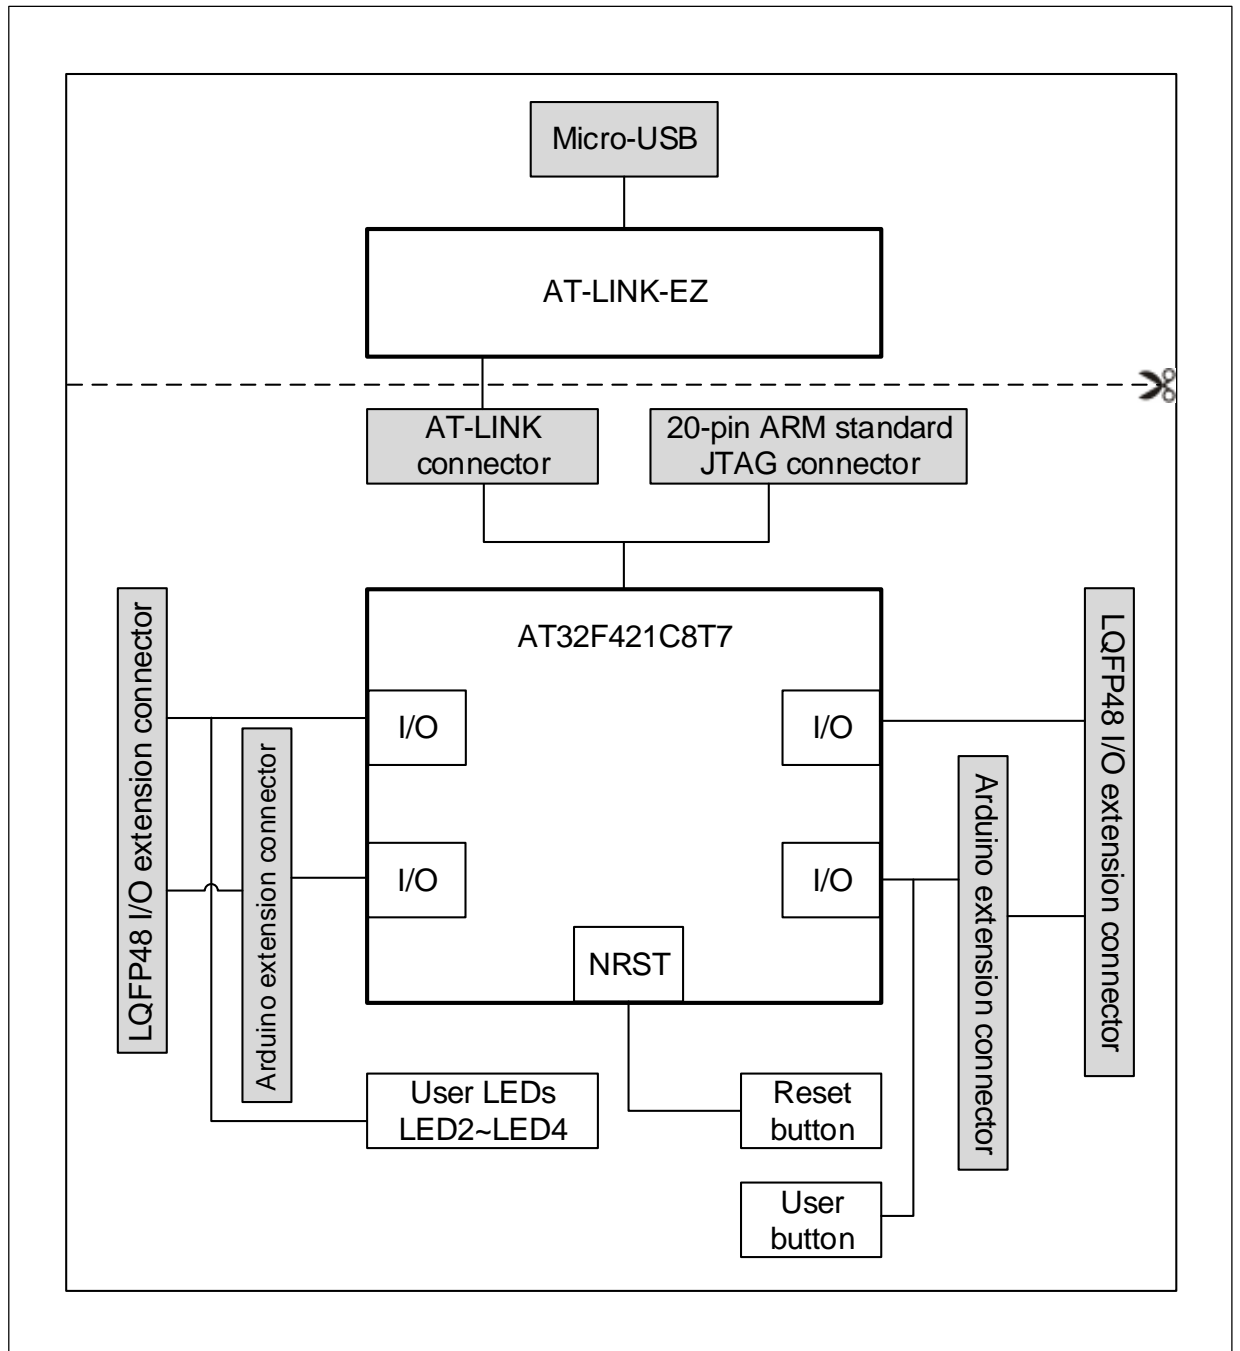 Micro-USB
AT-LINK-EZ
AT-LINK
connector
20-pin ARM standard
JTAG connector
AT32F421C8T7
LQFP48 I/O extension connector
Arduino extension connector
I/O
I/O
I/O
I/O
NRST
Arduino extension connector
LQFP48 I/O extension connector
User LEDs
LED2~LED4
Reset
button
User
button